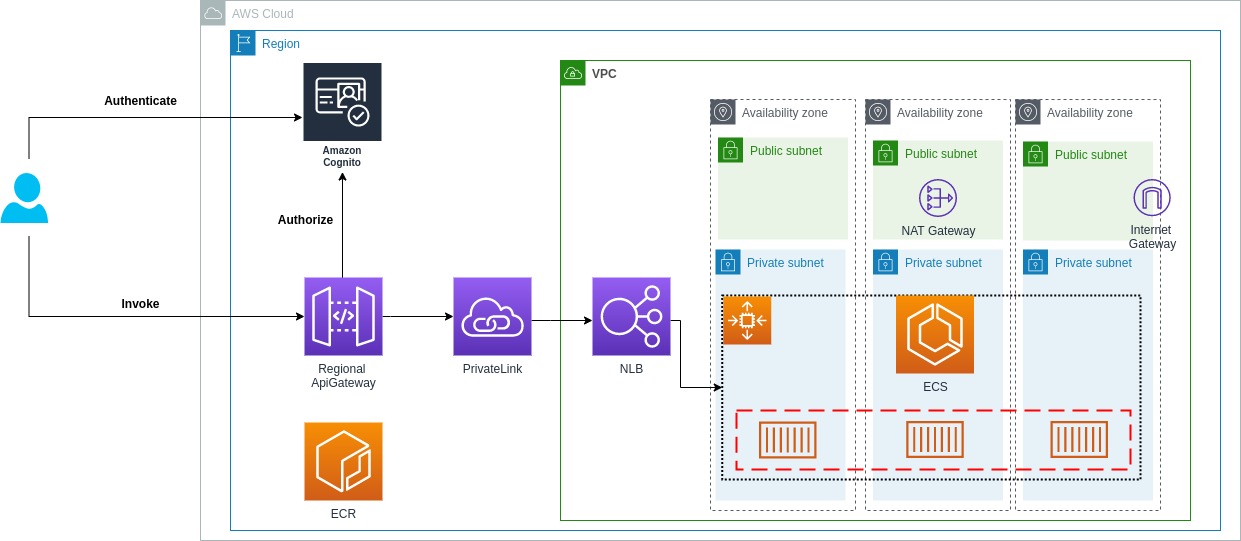 AWS Cloud
Region
VPC
Authenticate
Amazon
Cognito
Authorize
Invoke
Regional
ApiGateway
PrivateLink
NLB
ECR
Availability zone
Availability zone
Availability zone
Public subnet
Public subnet
Public subnet
NAT Gateway
Internet
Gateway
Private subnet
Private subnet
Private subnet
ECS